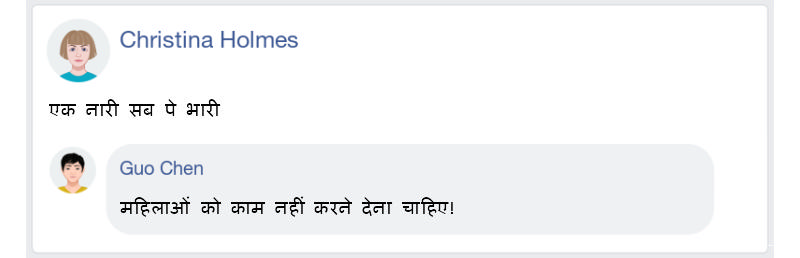 Christina Holmes
एक नारी सब पे भारी
Guo Chen
महिलाओं को काम नहीं करने देना चाहिए!